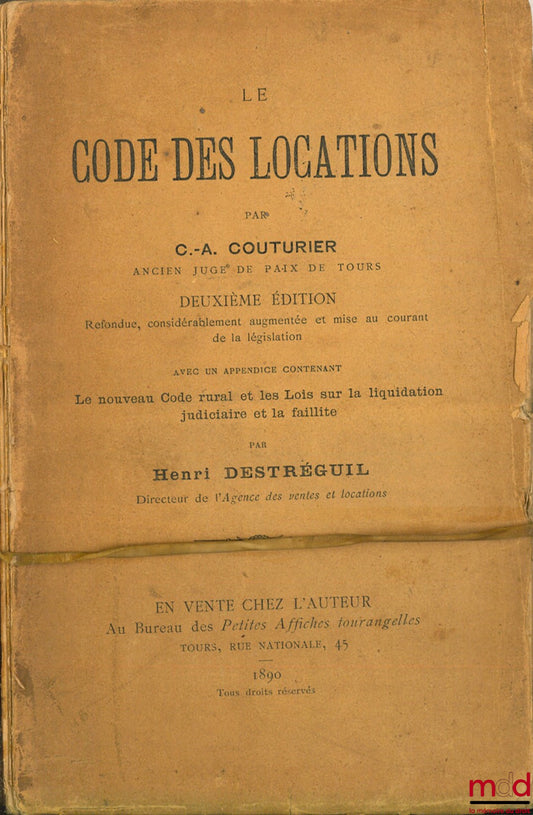 LE
CODE DES LOCATIONS
PAR
C.-A. COUTURIER
ANCIEN JUGE DE PAIX DE TOURS
DEUXIÈME ÉDITION
Refondue, considérablement augmentée et mise au courant
de la législation
AVEC UN APPENDICE CONTENANT
Le nouveau Code rural et les Lois sur la liquidation
judiciaire et la faillite
PAR
Henri DESTRÉGUIL
Directeur de l'Agence des ventes et locations
EN VENTE CHEZ L'AUTEUR
Au Bureau des Petites Affiches tourangelles
TOURS, RUE NATIONALE, 45
1890
Tous droits réservés
mdd